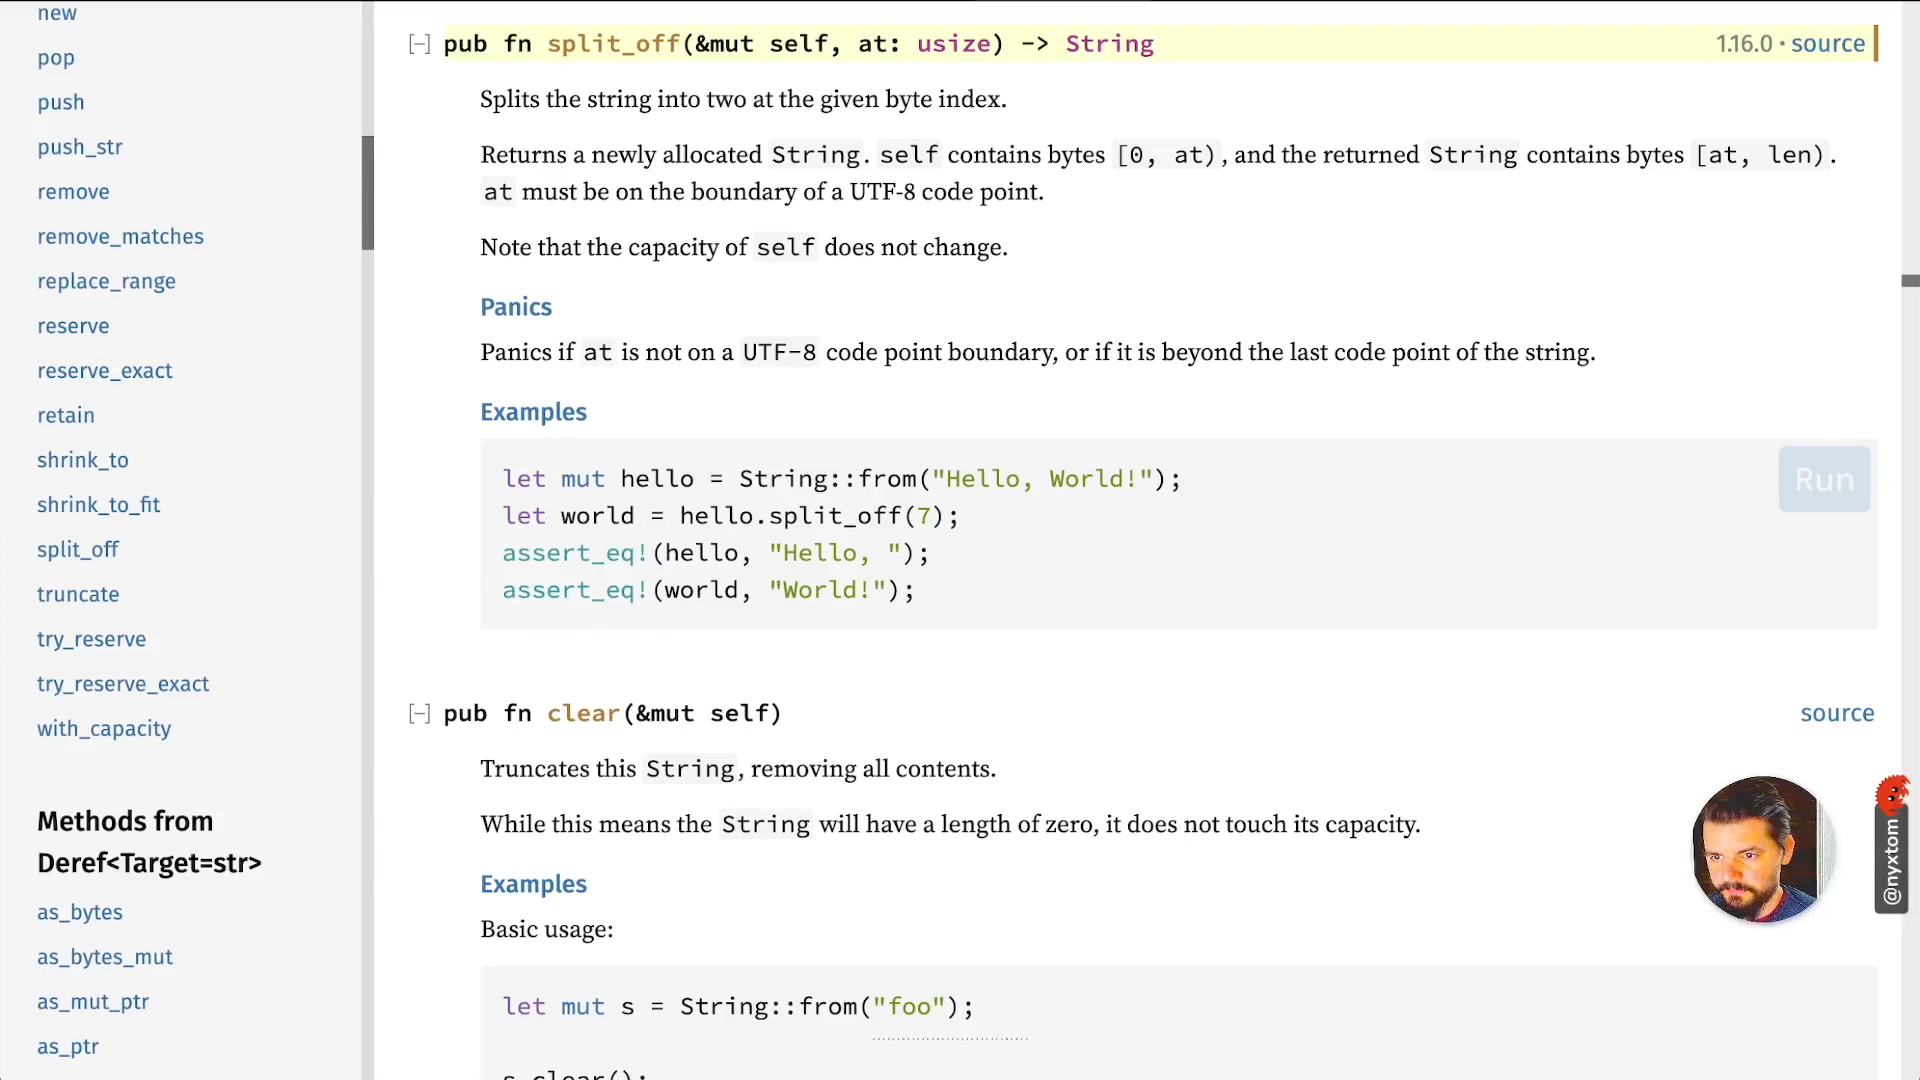 new
pop
push
push_str
remove
remove_matches
replace_range
reserve
reserve_exact
retain
shrink_to
shrink_to_fit
split_off
truncate
try_reserve
try_reserve_exact
with_capacity
Methods from
Deref<Target=str>
as_bytes
as_bytes_mut
as_mut_ptr
as_ptr
[−] pub fn split_off(&mut self, at: usize) -> String 1.16.0 · source
Splits the string into two at the given byte index.
Returns a newly allocated String. self contains bytes [0, at), and the returned String contains bytes [at, len).
at must be on the boundary of a UTF-8 code point.
Note that the capacity of self does not change.
Panics
Panics if at is not on a UTF-8 code point boundary, or if it is beyond the last code point of the string.
Examples
let mut hello = String::from("Hello, World!");
Run
let world = hello.split_off(7);
assert_eq!(hello, "Hello, ");
assert_eq!(world, "World!");
[−] pub fn clear(&mut self) source
Truncates this String, removing all contents.
While this means the String will have a length of zero, it does not touch its capacity.
Examples
Basic usage:
let mut s = String::from("foo");
s.clear();
@nyxtom